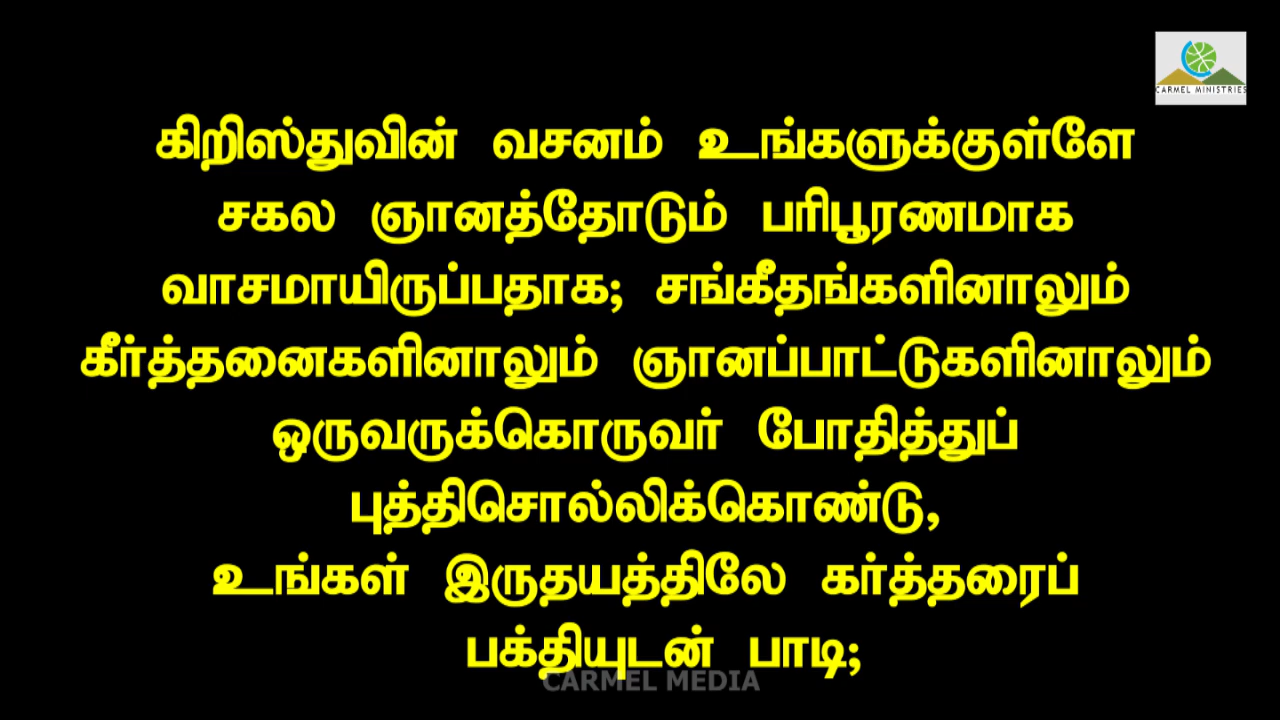 CARMEL MINISTRIES
கிறிஸ்துவின் வசனம் உங்களுக்குள்ளே
சகல ஞானத்தோடும் பரிபூரணமாக
வாசமாயிருப்பதாக; சங்கீதங்களினாலும்
கீர்த்தனைகளினாலும் ஞானப்பாட்டுகளினாலும்
ஒருவருக்கொருவர் போதித்துப்
புத்திசொல்லிக்கொண்டு,
உங்கள் இருதயத்திலே கர்த்தரைப்
பக்தியுடன் பாடி;
CARMEL MEDIA